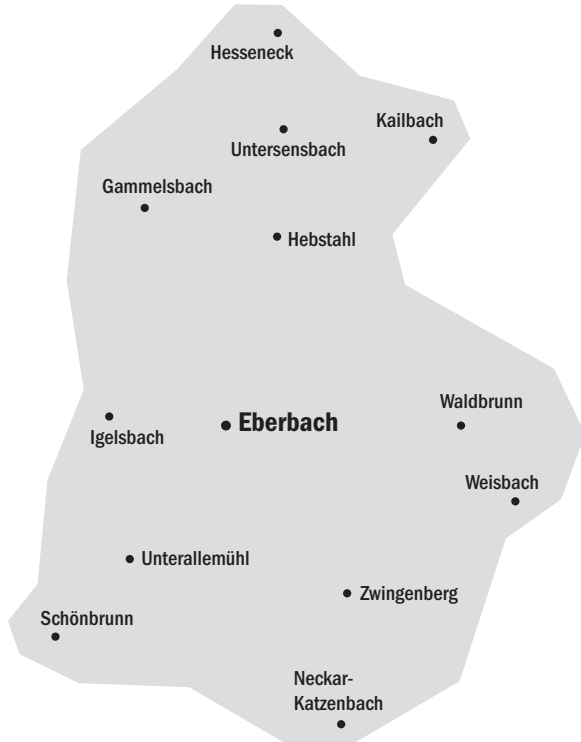 Hesseneck
Kailbach
Untersensbach
Gammelsbach
Hebstahl
Waldbrunn
Eberbach
Igelsbach
Weisbach
Unterallemühl
Zwingenberg
Schönbrunn
Neckar-
Katzenbach